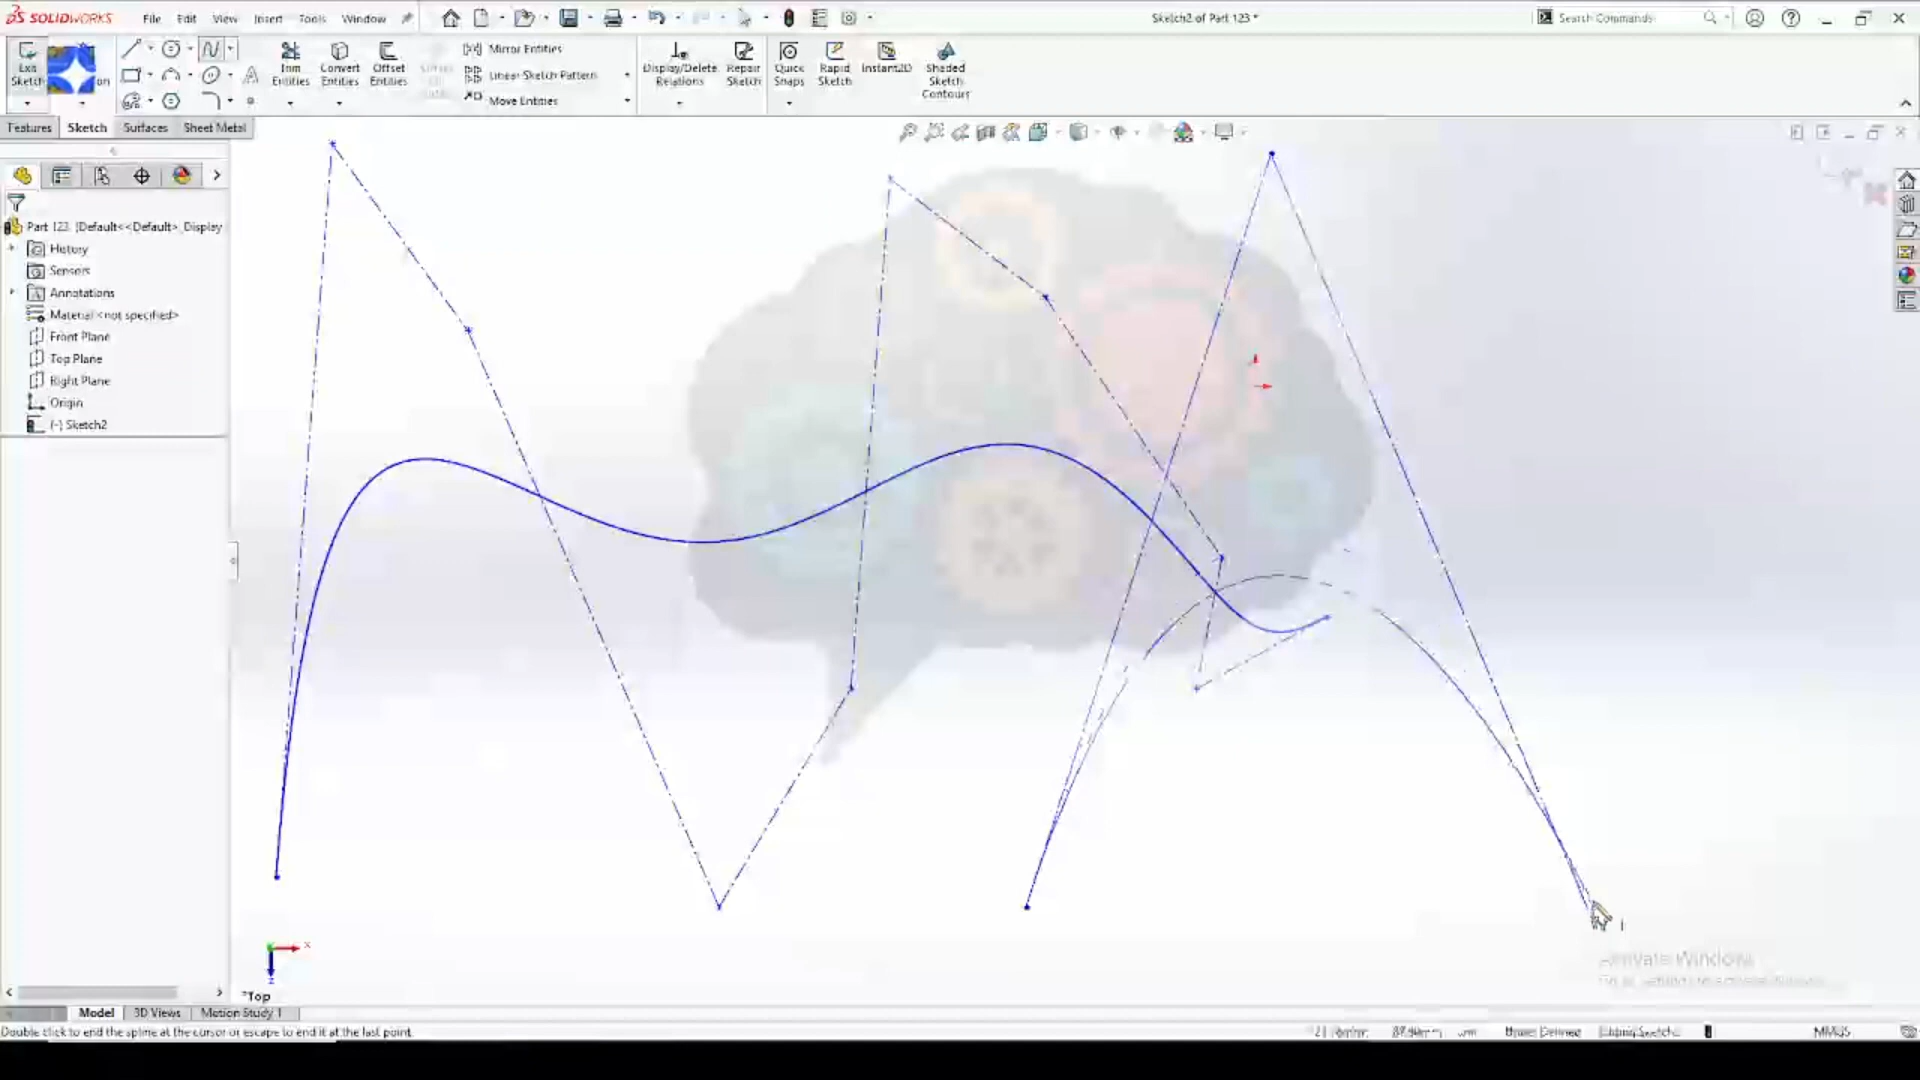 SOLIDWORKS File Edit View Insert Tools Window Sketch2 of Part 123 * Search Commands
Exit Sketch
Trim Entities
Convert Entities
Offset Entities
Mirror Entities
Linear Sketch Pattern
Move Entities
Display/Delete Relations
Repair Sketch
Quick Snaps
Rapid Sketch
Instant2D
Shaded Sketch Contours
Features Sketch Surfaces Sheet Metal
Part 123 (Default<<Default>_Display
History
Sensors
Annotations
Material <not specified>
Front Plane
Top Plane
Right Plane
Origin
(-) Sketch2
x
z
*Top
Activate Windows
Model 3D Views Motion Study 1
Double click to end the spline at the cursor or escape to end it at the last point.
Under Defined Editing Sketch2 MMGS